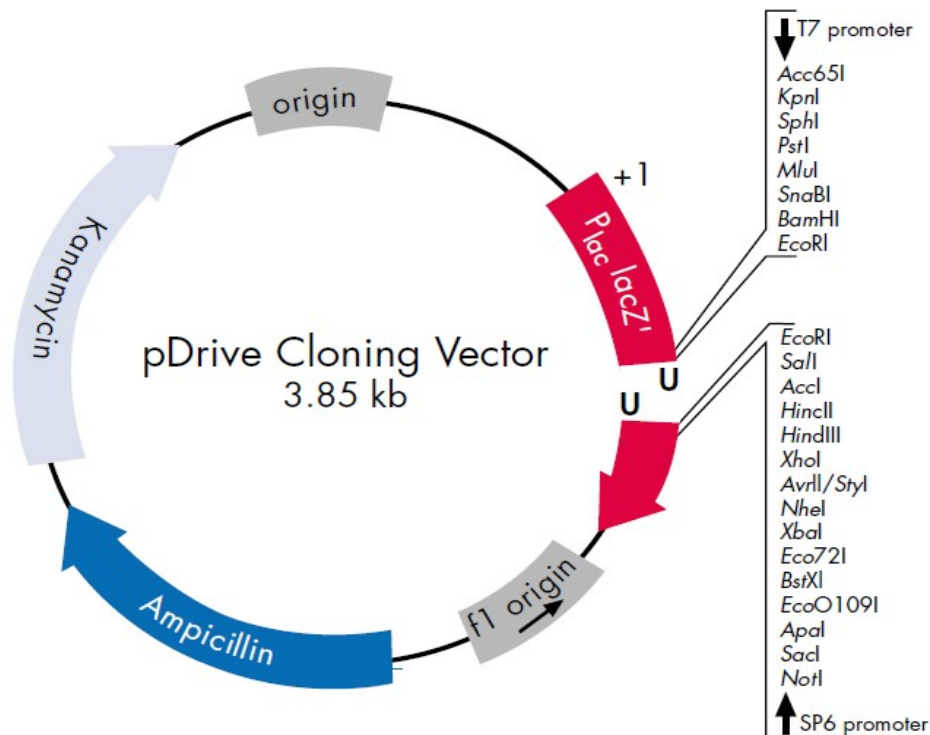 T7 promoter
Acc65I
KpnI
SphI
PstI
MluI
SnaBI
BamHI
EcoRI
origin
+1
Plac lacZ'
Kanamycin
pDrive Cloning Vector
3.85 kb
U
U
EcoRI
SalI
AccI
HincII
HindIII
XhoI
AvrII/StyI
NheI
XbaI
Eco72I
BstXI
EcoO109I
ApaI
SacI
NotI
SP6 promoter
f1 origin
Ampicillin